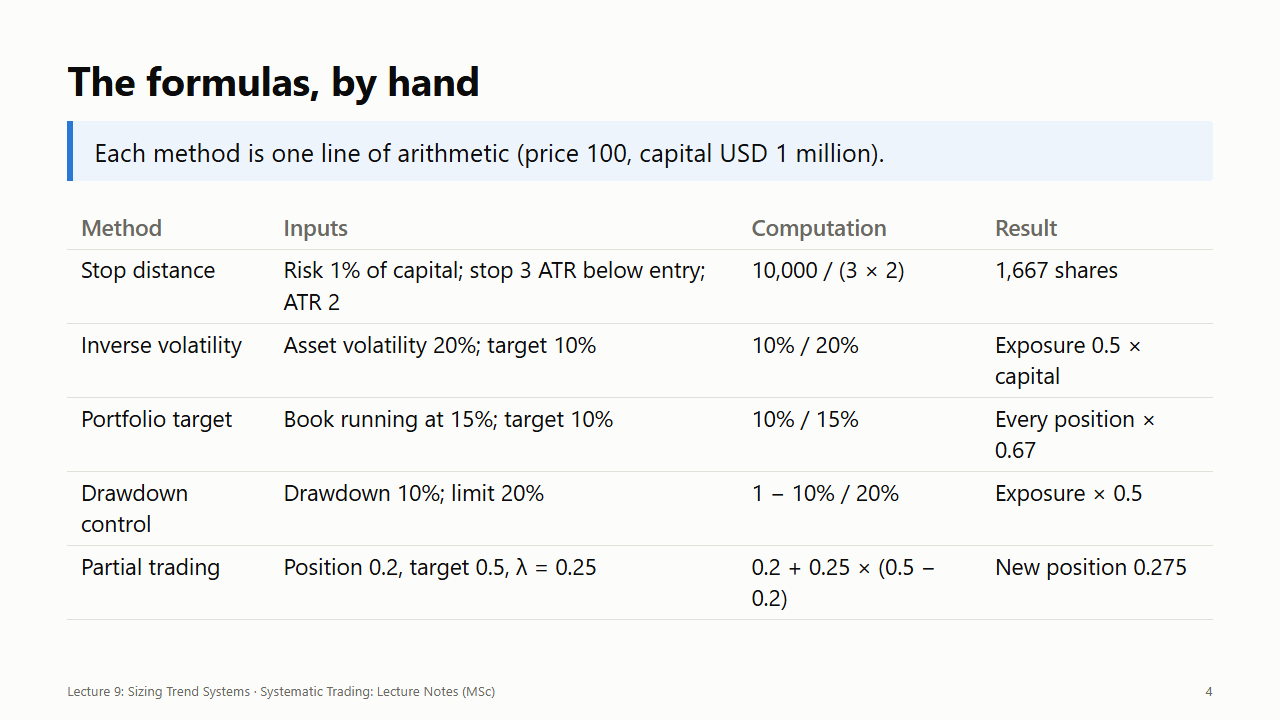 The formulas, by hand
Each method is one line of arithmetic (price 100, capital USD 1 million).
Method Inputs Computation Result
Stop distance Risk 1% of capital; stop 3 ATR below entry; 10,000 / (3 × 2) 1,667 shares
ATR 2
Inverse volatility Asset volatility 20%; target 10% 10% / 20% Exposure 0.5 ×
capital
Portfolio target Book running at 15%; target 10% 10% / 15% Every position ×
0.67
Drawdown Drawdown 10%; limit 20% 1 − 10% / 20% Exposure × 0.5
control
Partial trading Position 0.2, target 0.5, λ = 0.25 0.2 + 0.25 × (0.5 − New position 0.275
0.2)
Lecture 9: Sizing Trend Systems · Systematic Trading: Lecture Notes (MSc) 4